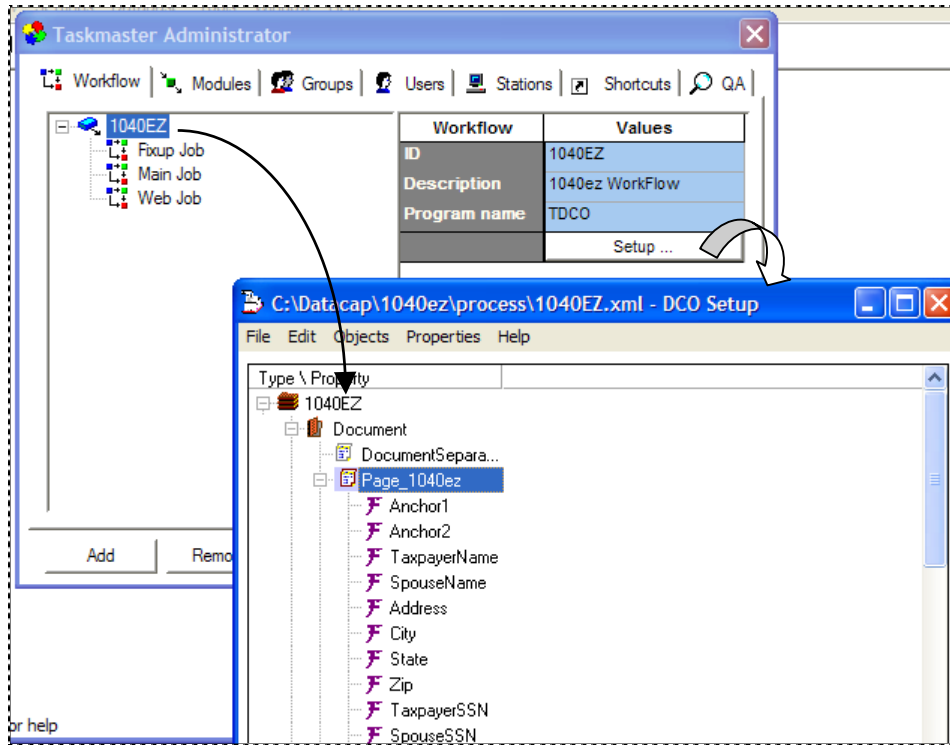 Taskmaster Administrator
Workflow Modules Groups Users Stations Shortcuts QA
1040EZ
Fixup Job
Main Job
Web Job
Workflow Values
ID 1040EZ
Description 1040ez WorkFlow
Program name TDCO
Setup ...
Add Remo
C:\Datacap\1040ez\process\1040EZ.xml - DCO Setup
File Edit Objects Properties Help
Type \ Property
1040EZ
Document
DocumentSepara...
Page_1040ez
Anchor1
Anchor2
TaxpayerName
SpouseName
Address
City
State
Zip
TaxpayerSSN
SpouseSSN
or help